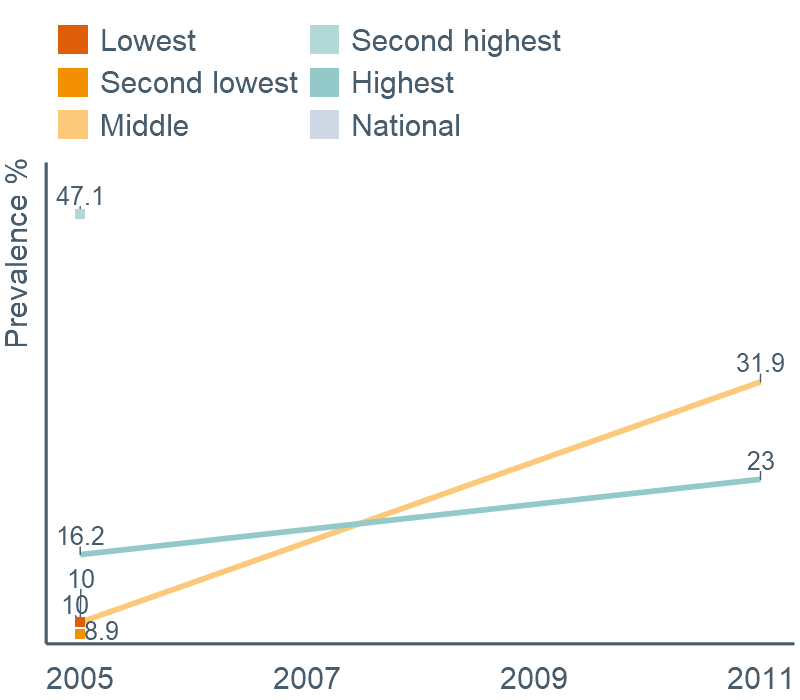 Lowest
Second highest
Second lowest
Highest
Middle
National
Prevalence %
47.1
31.9
23
16.2
10
10
8.9
2005
2007
2009
2011